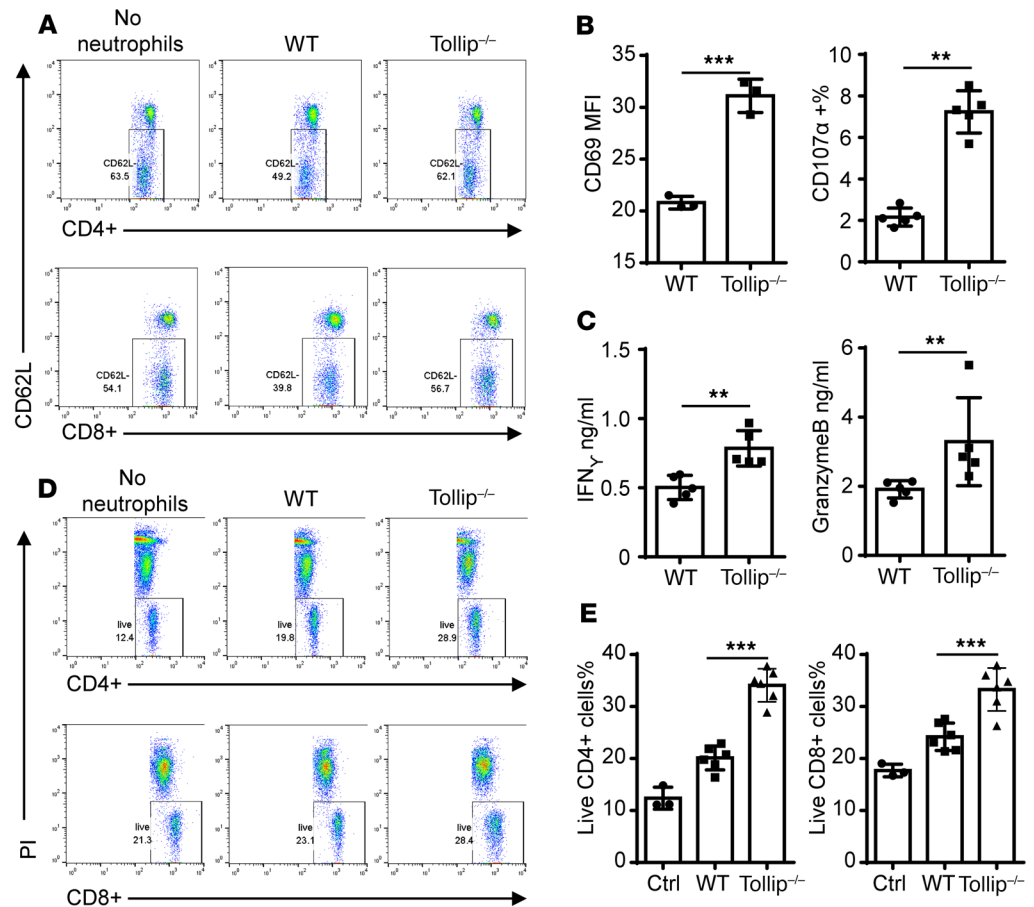 A
No
neutrophils
WT
Tollip–/–
CD62L-
63.5
CD62L-
49.2
CD62L-
62.1
CD4+
CD62L-
54.1
CD62L-
39.8
CD62L-
56.7
CD62L
CD8+
B
CD69 MFI
35
30
20
15
***
WT
Tollip–/–
CD107α +%
10
8
6
4
2
0
**
WT
Tollip–/–
C
IFNγ ng/ml
1.5
1.0
0.5
0
**
WT
Tollip–/–
GranzymeB ng/ml
6
4
2
0
**
WT
Tollip–/–
D
No
neutrophils
WT
Tollip–/–
live
12.4
live
19.8
live
28.9
CD4+
live
21.3
live
23.1
live
28.4
PI
CD8+
E
Live CD4+ clells%
40
30
20
10
0
***
Ctrl
WT
Tollip–/–
Live CD8+ clells%
40
30
20
10
0
***
Ctrl
WT
Tollip–/–